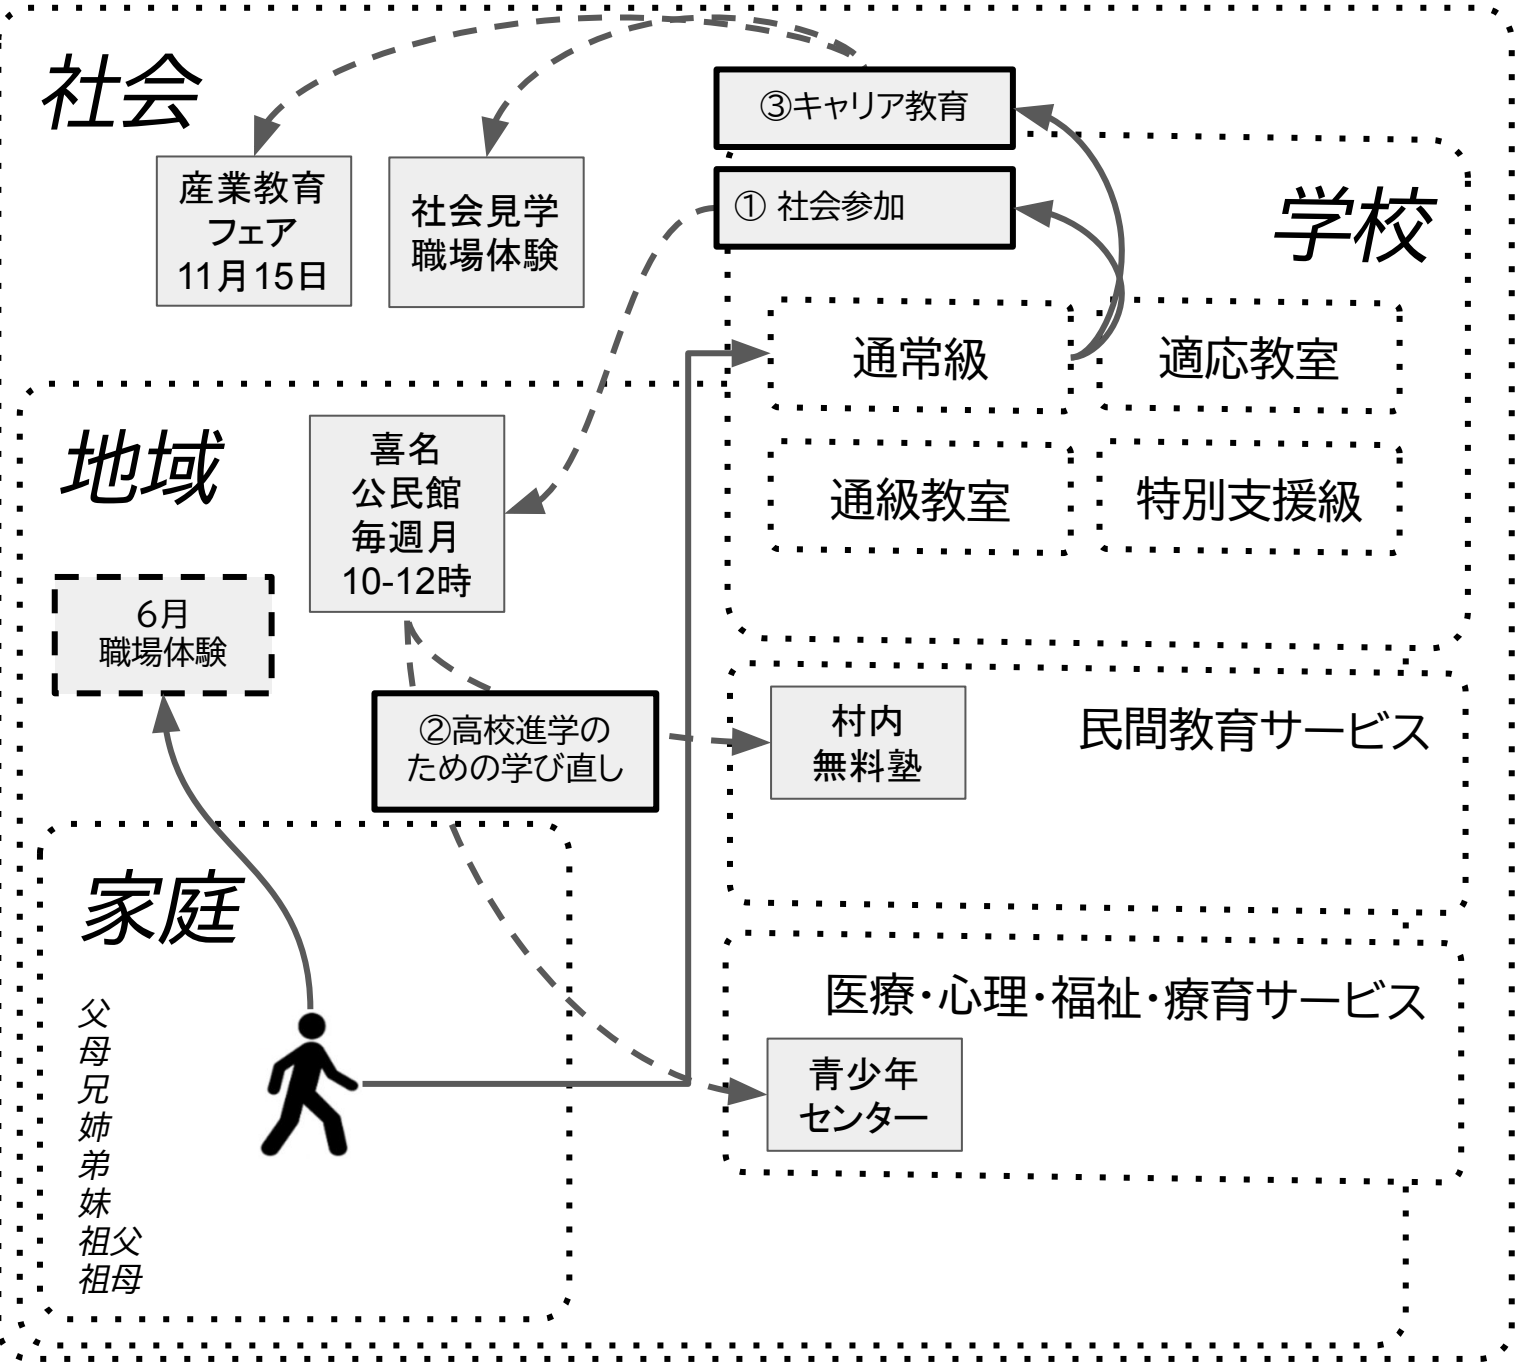 社会
③キャリア教育
産業教育
フェア
11月15日
社会見学
職場体験
① 社会参加
学校
通常級
適応教室
通級教室
特別支援級
地域
喜名
公民館
毎週月
10-12時
６月
職場体験
②高校進学の
ための学び直し
村内
無料塾
民間教育サービス
家庭
父
母
兄
姉
弟
妹
祖父
祖母
医療・心理・福祉・療育サービス
青少年
センター